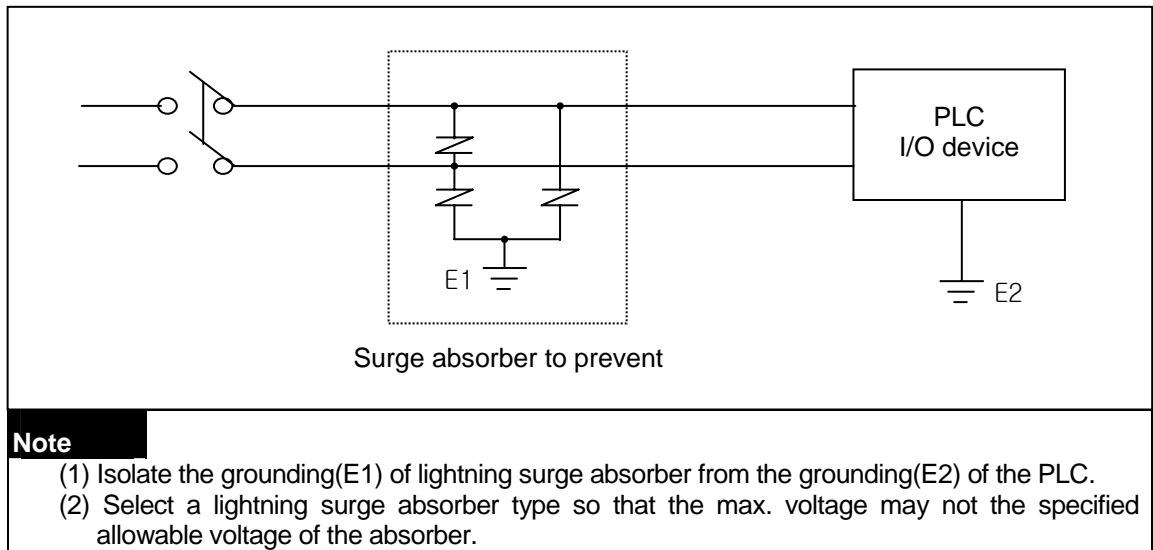 PLC
I/O device
E1
E2
Surge absorber to prevent
Note
(1) Isolate the grounding(E1) of lightning surge absorber from the grounding(E2) of the PLC.
(2) Select a lightning surge absorber type so that the max. voltage may not the specified
allowable voltage of the absorber.